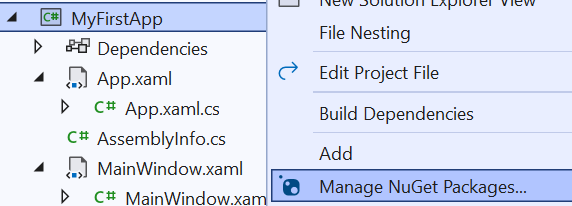 MyFirstApp
Dependencies
App.xaml
C# App.xaml.cs
C# AssemblyInfo.cs
MainWindow.xaml
C# MainWindow.xam
New Solution Explorer View
File Nesting
Edit Project File
Build Dependencies
Add
Manage NuGet Packages...